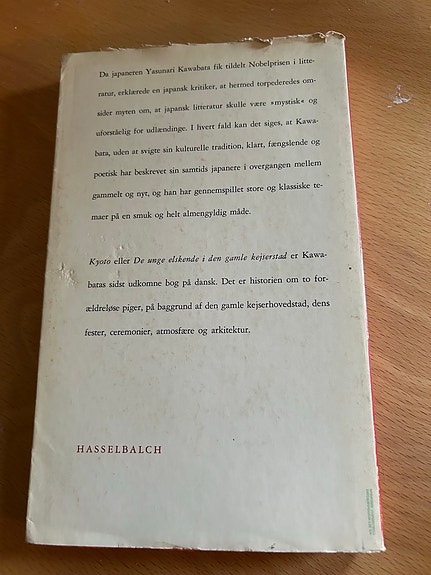 Da japaneren Yasunari Kawabata fik tildelt Nobelprisen i litte-
ratur, erklærede en japansk kritiker, at hermed torpederedes om-
sider myten om, at japansk litteratur skulle være »mystisk« og
uforståelig for udlændinge. I hvert fald kan det siges, at Kawa-
bata, uden at svigte sin kulturelle tradition, klart, fængslende og
poetisk har beskrevet sin samtids japanere i overgangen mellem
gammelt og nyt, og han har gennemspillet store og klassiske te-
maer på en smuk og helt almengyldig måde.
Kyoto eller De unge elskende i den gamle kejserstad er Kawa-
batas sidst udkomne bog på dansk. Det er historien om to for-
ældreløse piger, på baggrund af den gamle kejserhovedstad, dens
fester, ceremonier, atmosfære og arkitektur.
HASSELBALCH